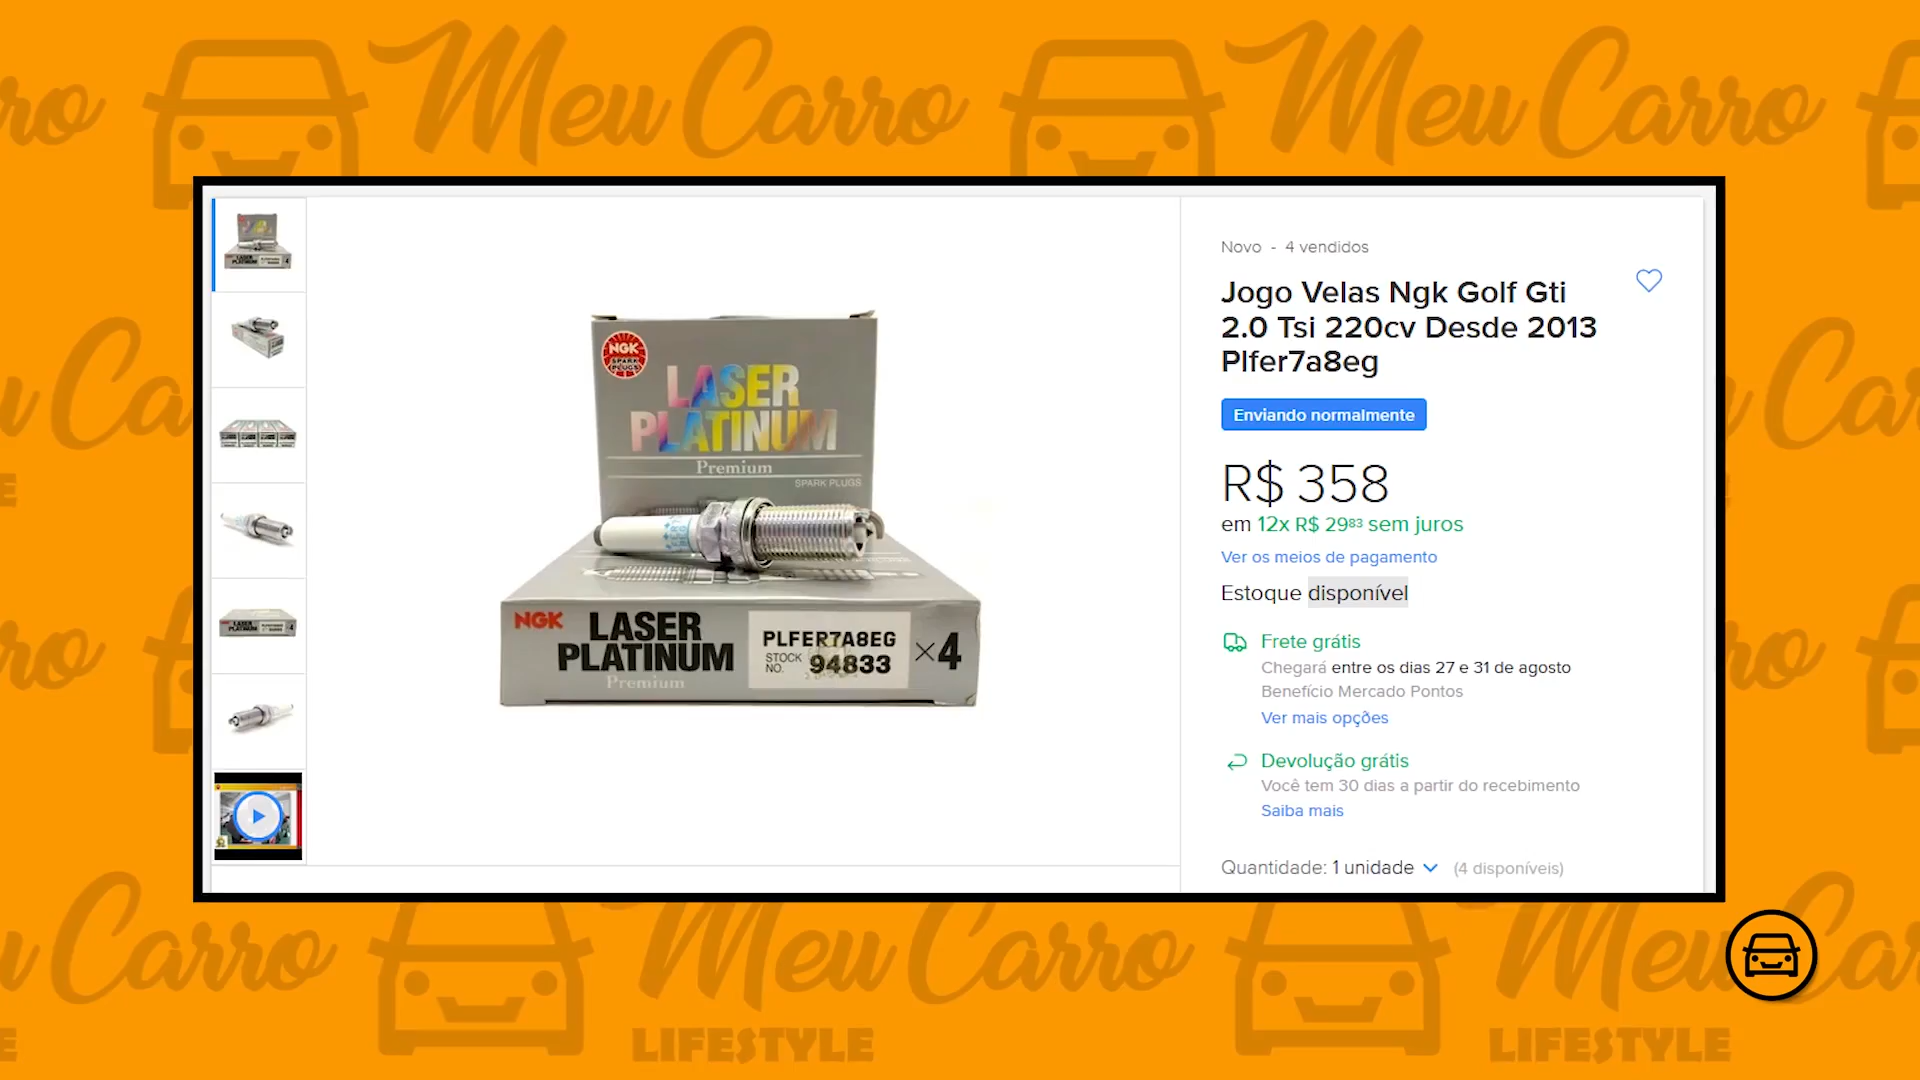 Meu Carro
Meu Carro
Novo - 4 vendidos
Jogo Velas Ngk Golf Gti
2.0 Tsi 220cv Desde 2013
Plfer7a8eg
Enviando normalmente
R$ 358
em 12x R$ 29⁸³ sem juros
Ver os meios de pagamento
Estoque disponível
Frete grátis
Chegará entre os dias 27 e 31 de agosto
Benefício Mercado Pontos
Ver mais opções
Devolução grátis
Você tem 30 dias a partir do recebimento
Saiba mais
Quantidade: 1 unidade (4 disponíveis)
NGK
SPARK
PLUGS
LASER
PLATINUM
Premium
SPARK PLUGS
NGK
LASER
PLATINUM
Premium
PLFER7A8EG
STOCK
NO. 94833
×4
Carro
Meu Carro
LIFESTYLE
LIFESTYLE